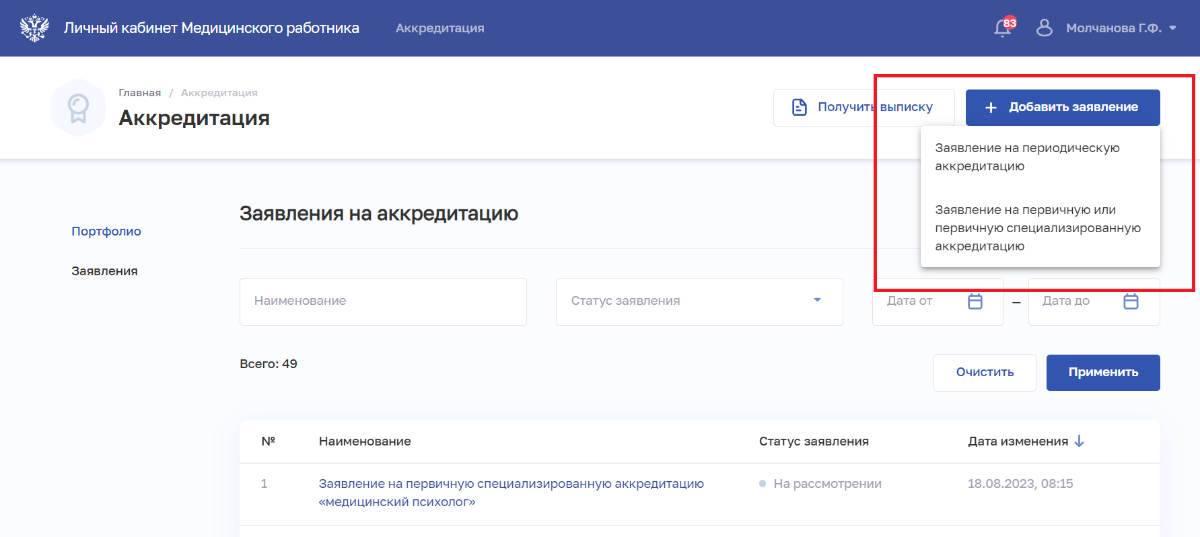 Личный кабинет Медицинского работника Аккредитация 83 Молчанова Г.Ф.
Главная / Аккредитация
Аккредитация
Получить выписку
+ Добавить заявление
Заявление на периодическую
аккредитацию
Заявление на первичную или
первичную специализированную
аккредитацию
Портфолио
Заявления
Заявления на аккредитацию
Наименование Статус заявления Дата от – Дата до
Всего: 49
Очистить Применить
№ Наименование Статус заявления Дата изменения ↓
1 Заявление на первичную специализированную аккредитацию На рассмотрении 18.08.2023, 08:15
«медицинский психолог»